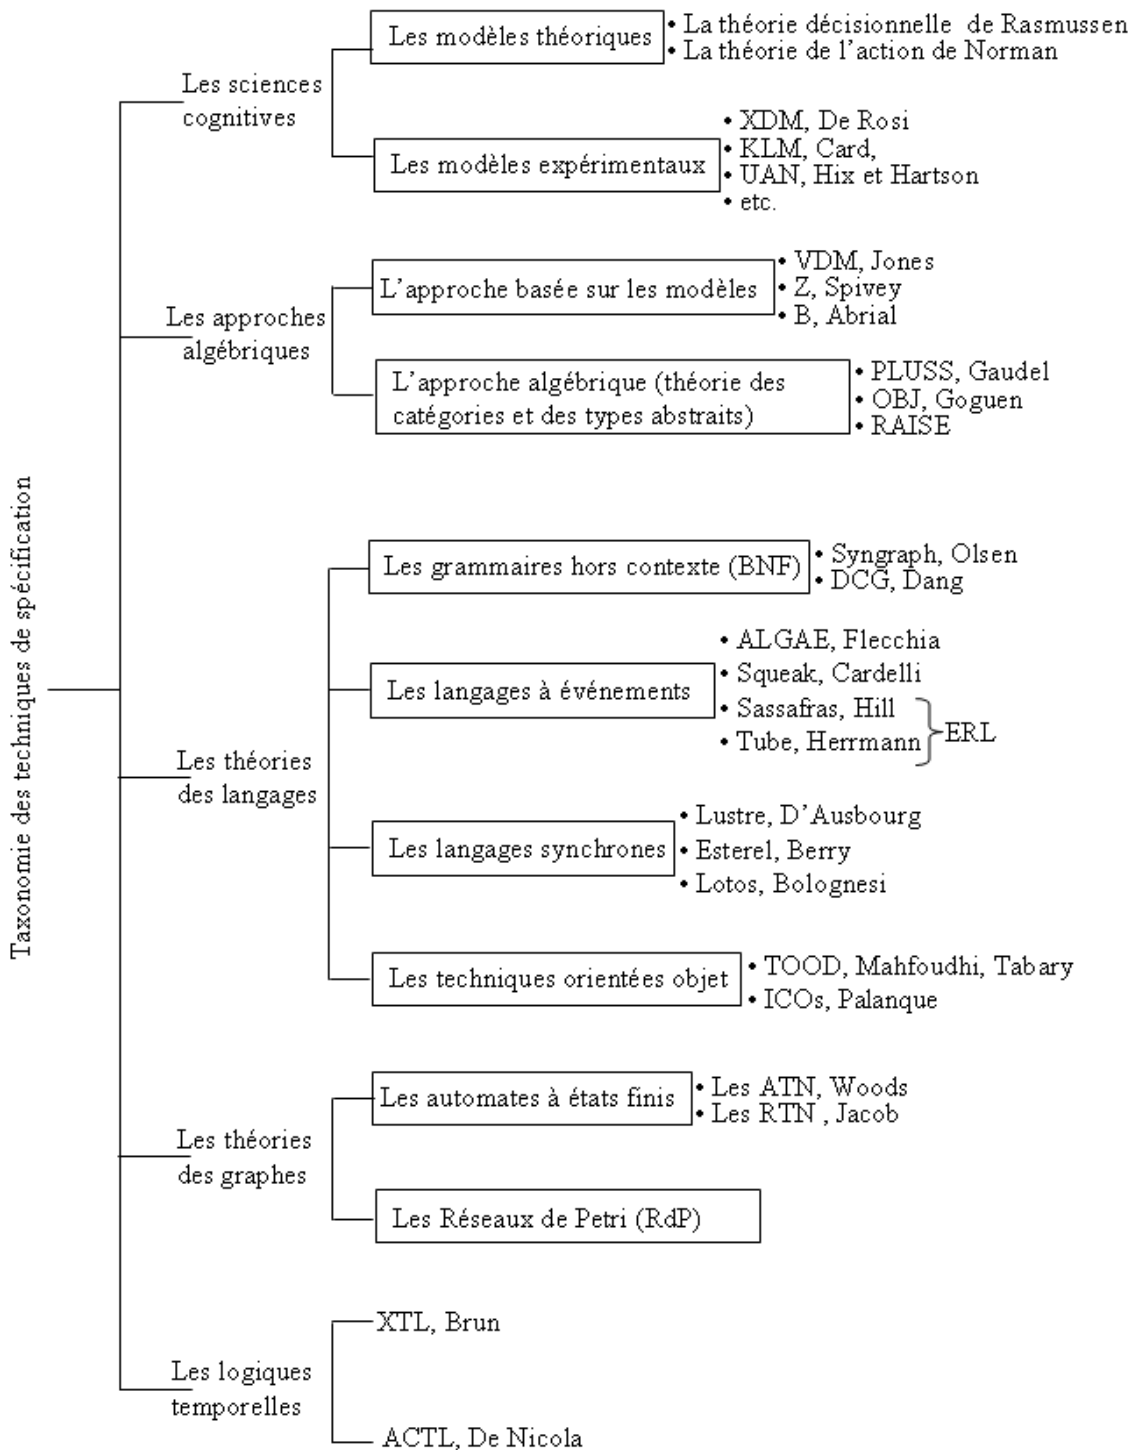 Taxonomie des techniques de spécification
Les sciences
cognitives
Les modèles théoriques
• La théorie décisionnelle de Rasmussen
• La théorie de l'action de Norman
Les modèles expérimentaux
• XDM, De Rosi
• KLM, Card,
• UAN, Hix et Hartson
• etc.
Les approches
algébriques
L'approche basée sur les modèles
• VDM, Jones
• Z, Spivey
• B, Abrial
L'approche algébrique (théorie des
catégories et des types abstraits)
• PLUSS, Gaudel
• OBJ, Goguen
• RAISE
Les théories
des langages
Les grammaires hors contexte (BNF)
• Syngraph, Olsen
• DCG, Dang
Les langages à événements
• ALGAE, Flecchia
• Squeak, Cardelli
• Sassafras, Hill
• Tube, Herrmann
ERL
Les langages synchrones
• Lustre, D'Ausbourg
• Esterel, Berry
• Lotos, Bolognesi
Les techniques orientées objet
• TOOD, Mahfoudhi, Tabary
• ICOs, Palanque
Les théories
des graphes
Les automates à états finis
• Les ATN, Woods
• Les RTN , Jacob
Les Réseaux de Petri (RdP)
Les logiques
temporelles
XTL, Brun
ACTL, De Nicola